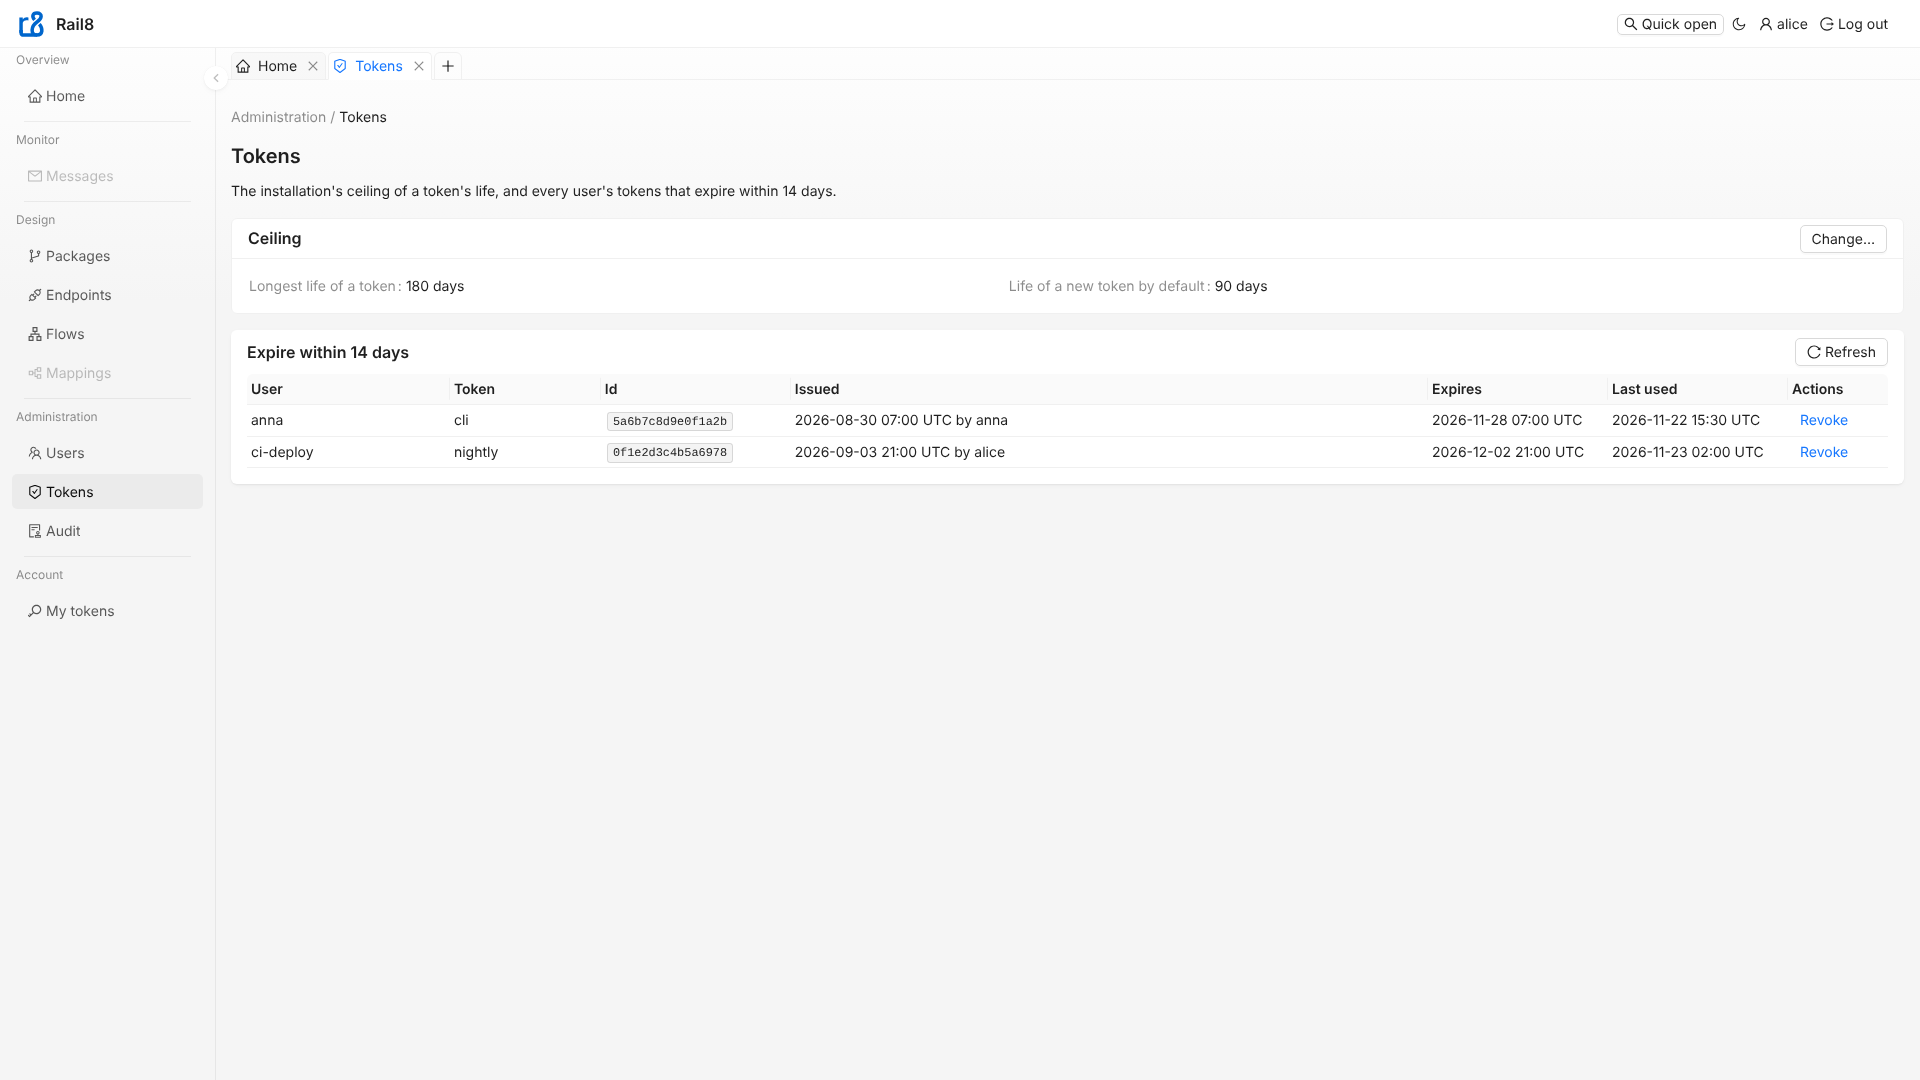 Rail8
Quick open
alice
Log out
Overview
Home
Monitor
Messages
Design
Packages
Endpoints
Flows
Mappings
Administration
Users
Tokens
Audit
Account
My tokens
Home
Tokens
Administration / Tokens
Tokens
The installation's ceiling of a token's life, and every user's tokens that expire within 14 days.
Ceiling
Change...
Longest life of a token: 180 days
Life of a new token by default: 90 days
Expire within 14 days
Refresh
User Token Id Issued Expires Last used Actions
anna cli 5a6b7c8d9e0f1a2b 2026-08-30 07:00 UTC by anna 2026-11-28 07:00 UTC 2026-11-22 15:30 UTC Revoke
ci-deploy nightly 0f1e2d3c4b5a6978 2026-09-03 21:00 UTC by alice 2026-12-02 21:00 UTC 2026-11-23 02:00 UTC Revoke